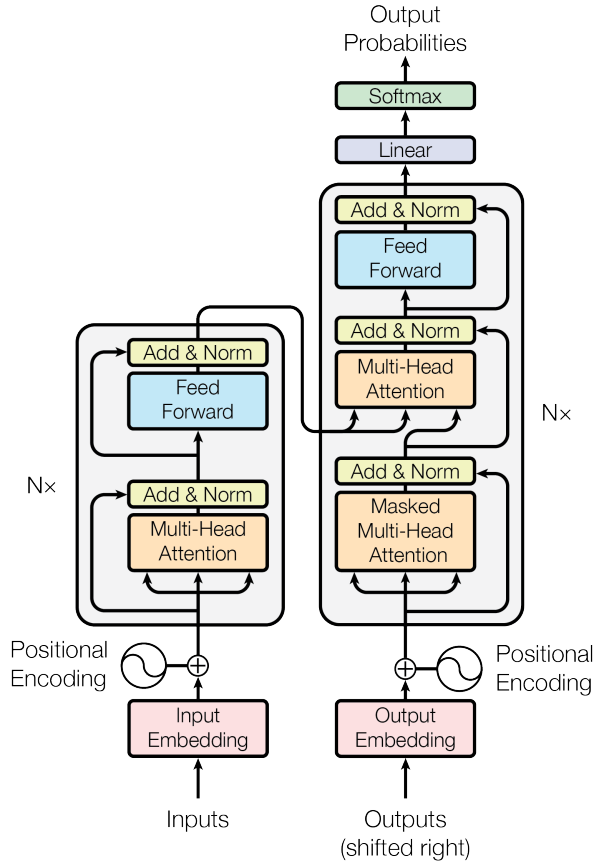 Output
Probabilities
Softmax
Linear
Add & Norm
Feed
Forward
Add & Norm
Multi-Head
Attention
Add & Norm
Masked
Multi-Head
Attention
N×
Add & Norm
Feed
Forward
Add & Norm
Multi-Head
Attention
N×
Positional
Encoding
Positional
Encoding
Input
Embedding
Output
Embedding
Inputs
Outputs
(shifted right)